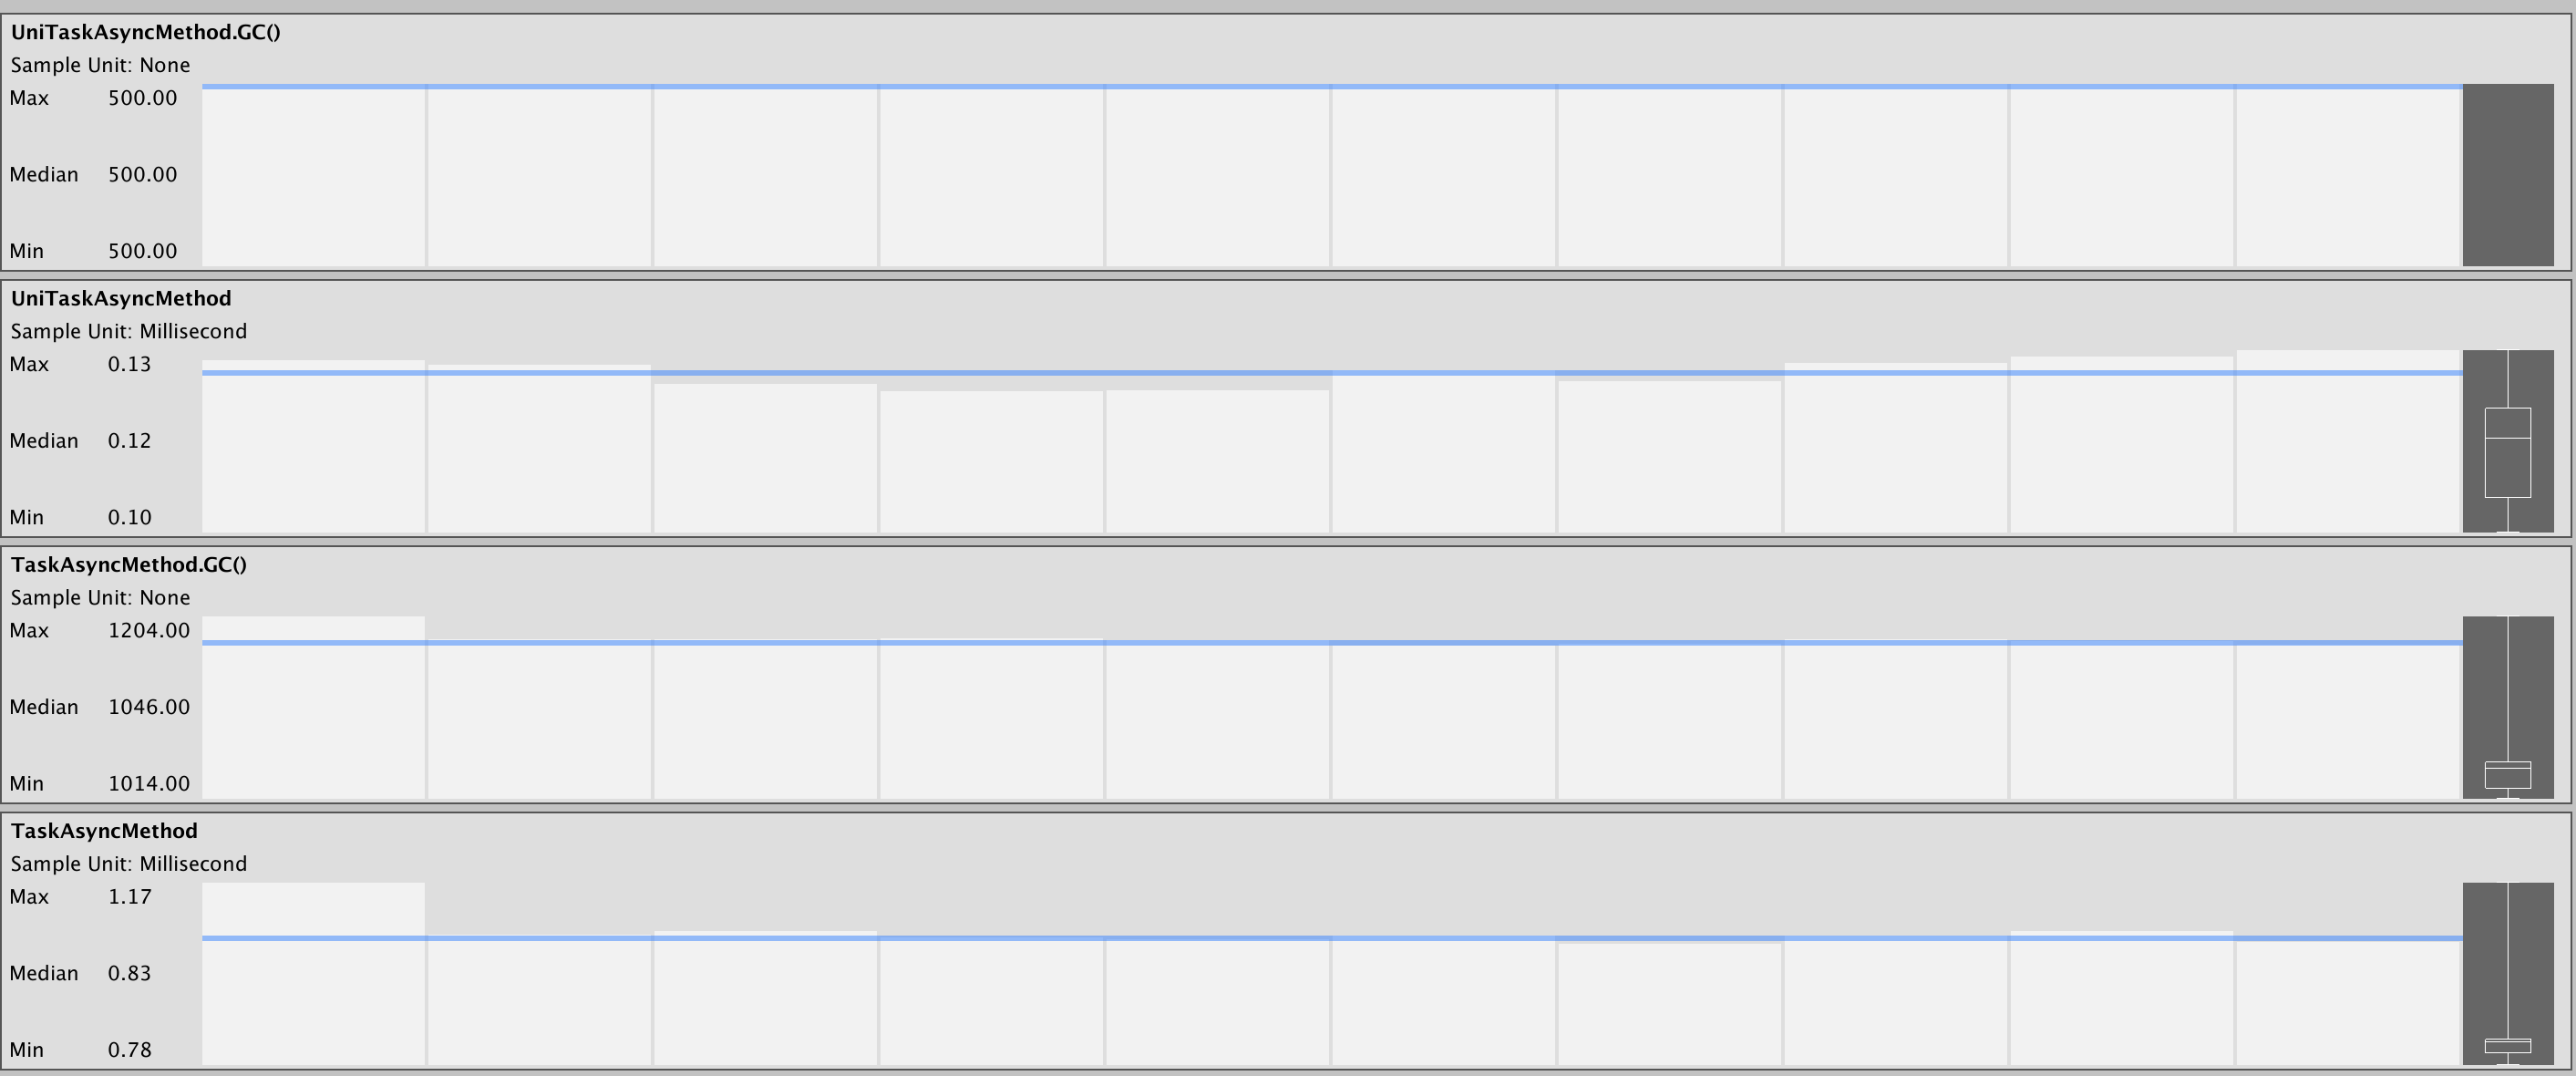 UniTaskAsyncMethod.GC()
Sample Unit: None
Max 500.00
Median 500.00
Min 500.00
UniTaskAsyncMethod
Sample Unit: Millisecond
Max 0.13
Median 0.12
Min 0.10
TaskAsyncMethod.GC()
Sample Unit: None
Max 1204.00
Median 1046.00
Min 1014.00
TaskAsyncMethod
Sample Unit: Millisecond
Max 1.17
Median 0.83
Min 0.78